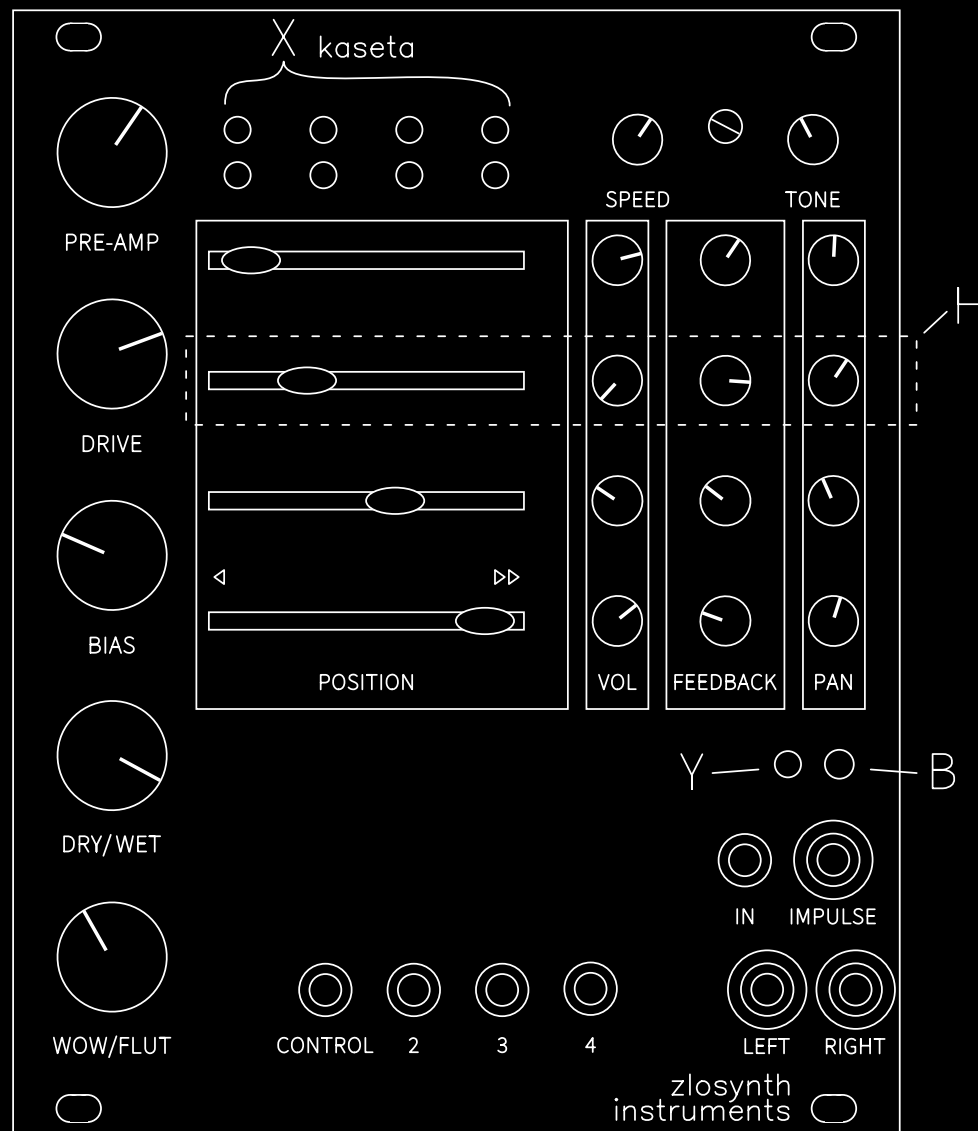 X kaseta
SPEED TONE
PRE-AMP
DRIVE
BIAS
POSITION VOL FEEDBACK PAN
Y B
DRY/WET
IN IMPULSE
WOW/FLUT CONTROL 2 3 4 LEFT RIGHT
zlosynth
instruments